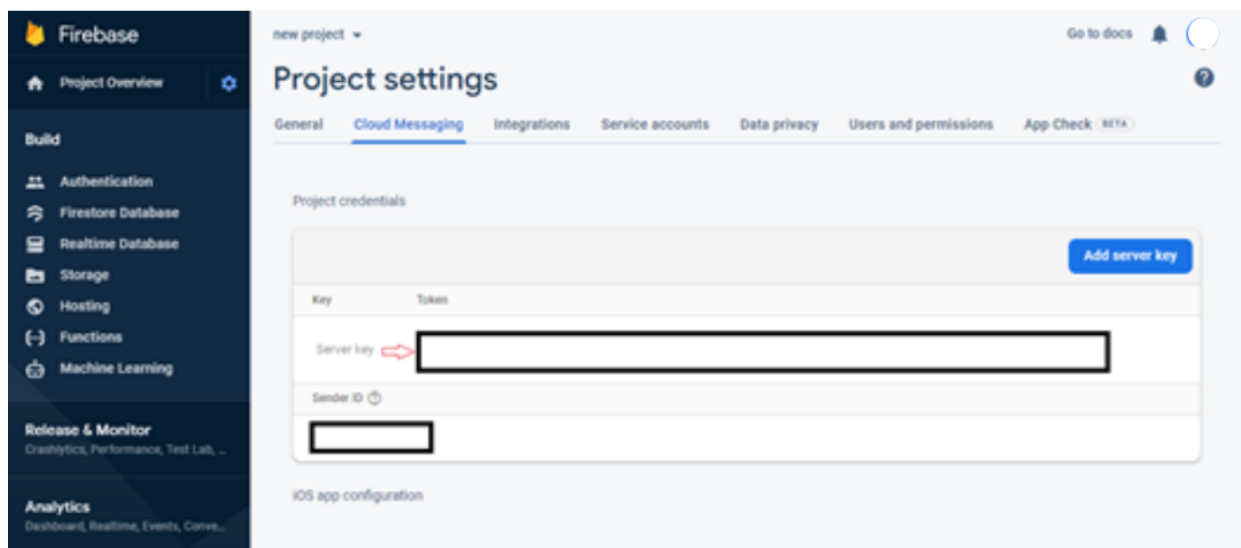 Firebase
Project Overview
Build
Authentication
Firestore Database
Realtime Database
Storage
Hosting
Functions
Machine Learning
Release & Monitor
Crashlytics, Performance, Test Lab, ...
Analytics
Dashboard, Realtime, Events, Conve...
new project
Go to docs
Project settings
General Cloud Messaging Integrations Service accounts Data privacy Users and permissions App Check BETA
Project credentials
Add server key
Key Token
Server key
Sender ID
iOS app configuration